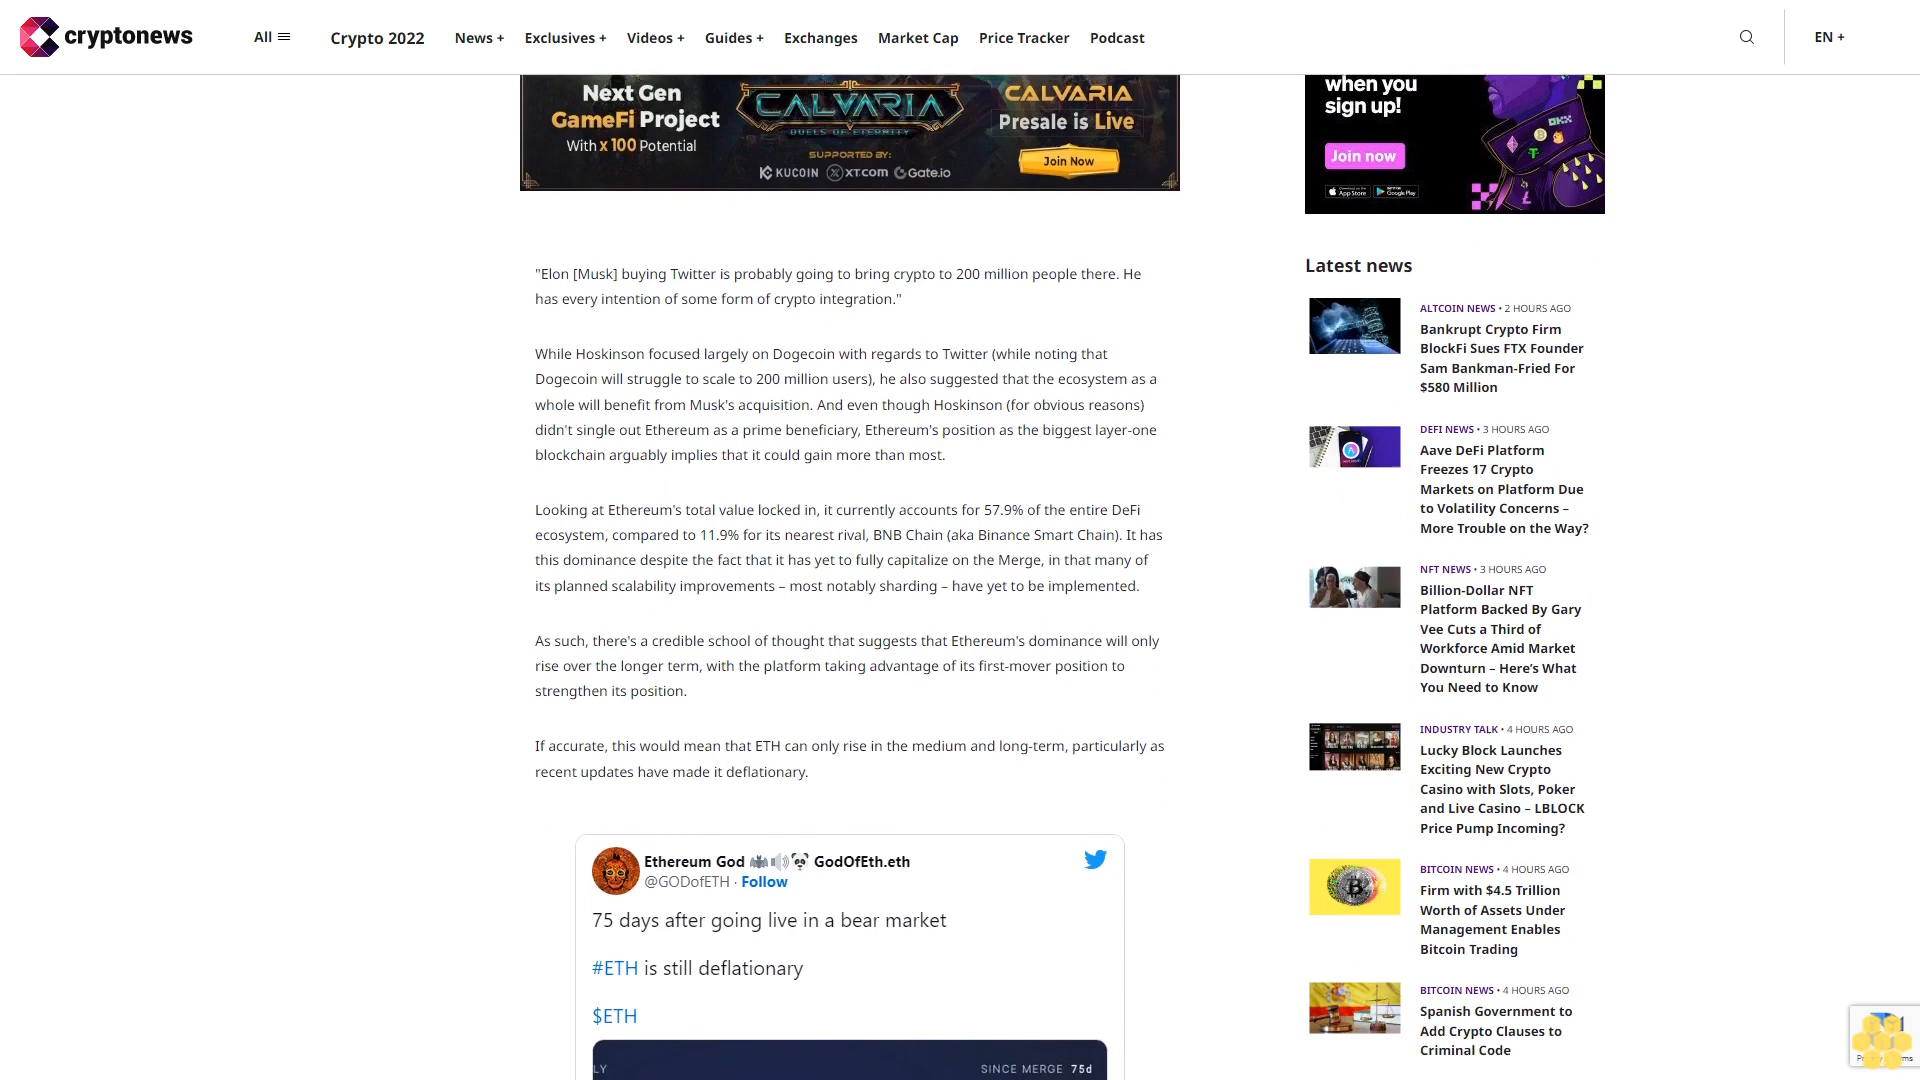 cryptonews
All
Crypto 2022
News +
Exclusives +
Videos +
Guides +
Exchanges
Market Cap
Price Tracker
Podcast
EN +
Next Gen
GameFi Project
With x 100 Potential
CALVARIA
DUELS OF ETERNITY
SUPPORTED BY:
KUCOIN XT.COM Gate.io
CALVARIA
Presale is Live
Join Now
"Elon [Musk] buying Twitter is probably going to bring crypto to 200 million people there. He
has every intention of some form of crypto integration."
While Hoskinson focused largely on Dogecoin with regards to Twitter (while noting that
Dogecoin will struggle to scale to 200 million users), he also suggested that the ecosystem as a
whole will benefit from Musk's acquisition. And even though Hoskinson (for obvious reasons)
didn't single out Ethereum as a prime beneficiary, Ethereum's position as the biggest layer-one
blockchain arguably implies that it could gain more than most.
Looking at Ethereum's total value locked in, it currently accounts for 57.9% of the entire DeFi
ecosystem, compared to 11.9% for its nearest rival, BNB Chain (aka Binance Smart Chain). It has
this dominance despite the fact that it has yet to fully capitalize on the Merge, in that many of
its planned scalability improvements – most notably sharding – have yet to be implemented.
As such, there's a credible school of thought that suggests that Ethereum's dominance will only
rise over the longer term, with the platform taking advantage of its first-mover position to
strengthen its position.
If accurate, this would mean that ETH can only rise in the medium and long-term, particularly as
recent updates have made it deflationary.
Ethereum God 🦇🔊🐼 GodOfEth.eth
@GODofETH · Follow
75 days after going live in a bear market
#ETH is still deflationary
$ETH
LY
SINCE MERGE 75d
when you
sign up!
Join now
Download on the
App Store
GET IT ON
Google Play
OKX
Latest news
ALTCOIN NEWS • 2 HOURS AGO
Bankrupt Crypto Firm
BlockFi Sues FTX Founder
Sam Bankman-Fried For
$580 Million
DEFI NEWS • 3 HOURS AGO
Aave DeFi Platform
Freezes 17 Crypto
Markets on Platform Due
to Volatility Concerns –
More Trouble on the Way?
NFT NEWS • 3 HOURS AGO
Billion-Dollar NFT
Platform Backed By Gary
Vee Cuts a Third of
Workforce Amid Market
Downturn – Here's What
You Need to Know
INDUSTRY TALK • 4 HOURS AGO
Lucky Block Launches
Exciting New Crypto
Casino with Slots, Poker
and Live Casino – LBLOCK
Price Pump Incoming?
BITCOIN NEWS • 4 HOURS AGO
Firm with $4.5 Trillion
Worth of Assets Under
Management Enables
Bitcoin Trading
BITCOIN NEWS • 4 HOURS AGO
Spanish Government to
Add Crypto Clauses to
Criminal Code